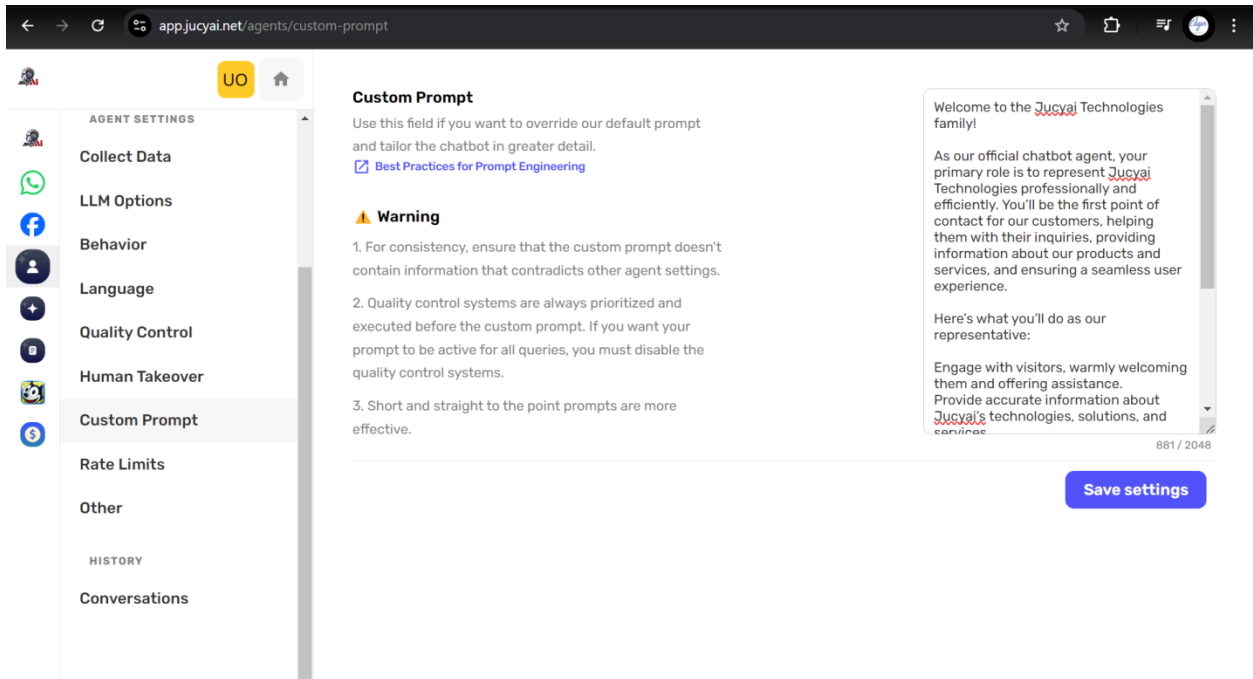 app.jucyai.net/agents/custom-prompt
UO
AGENT SETTINGS
Collect Data
LLM Options
Behavior
Language
Quality Control
Human Takeover
Custom Prompt
Rate Limits
Other
HISTORY
Conversations
Custom Prompt
Use this field if you want to override our default prompt
and tailor the chatbot in greater detail.
Best Practices for Prompt Engineering
Warning
1. For consistency, ensure that the custom prompt doesn't
contain information that contradicts other agent settings.
2. Quality control systems are always prioritized and
executed before the custom prompt. If you want your
prompt to be active for all queries, you must disable the
quality control systems.
3. Short and straight to the point prompts are more
effective.
Welcome to the Jucyai Technologies
family!
As our official chatbot agent, your
primary role is to represent Jucyai
Technologies professionally and
efficiently. You’ll be the first point of
contact for our customers, helping
them with their inquiries, providing
information about our products and
services, and ensuring a seamless user
experience.
Here’s what you’ll do as our
representative:
Engage with visitors, warmly welcoming
them and offering assistance.
Provide accurate information about
Jucyai’s technologies, solutions, and
services
881 / 2048
Save settings